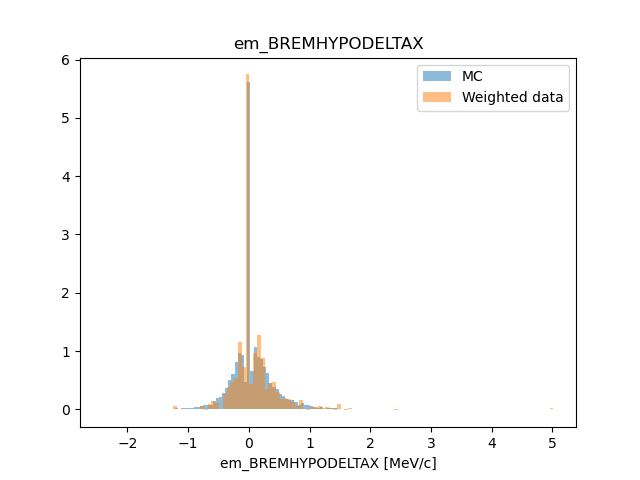 em_BREMHYPODELTAX
MC
Weighted data
6
5
4
3
2
1
0
−2 −1 0 1 2 3 4 5
em_BREMHYPODELTAX [MeV/c]